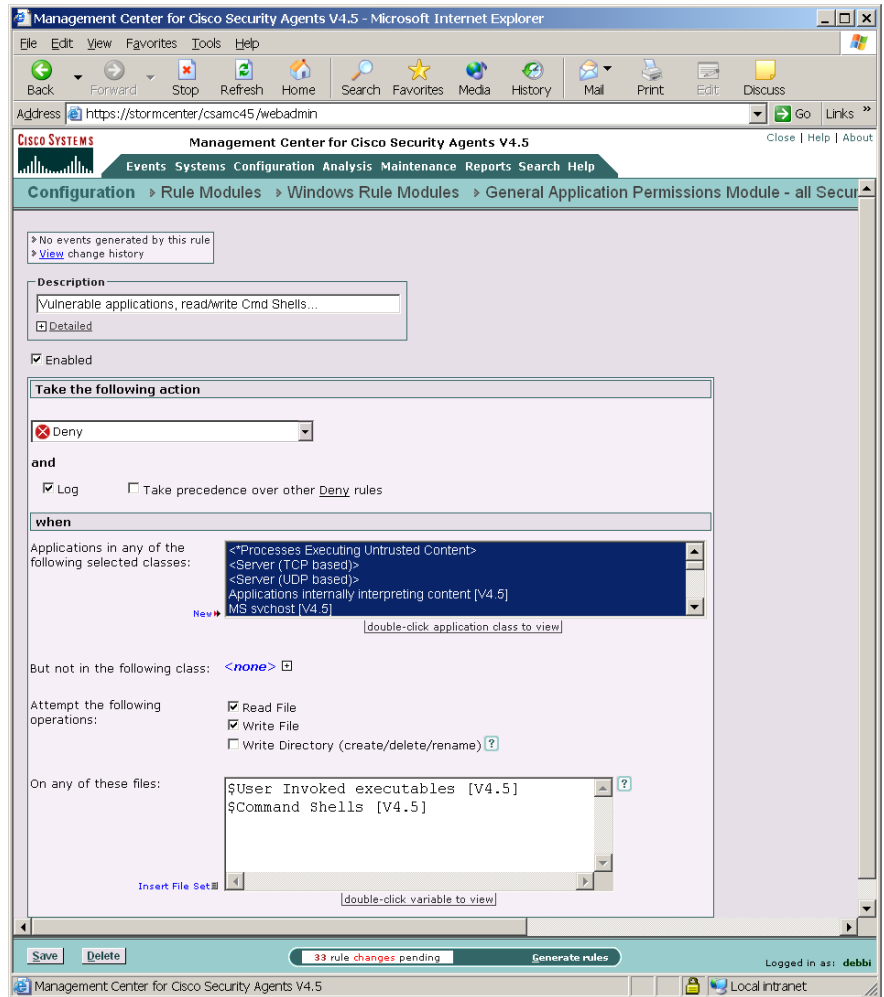 Management Center for Cisco Security Agents V4.5 - Microsoft Internet Explorer
File Edit View Favorites Tools Help
Back Forward Stop Refresh Home Search Favorites Media History Mail Print Edit Discuss
Address https://stormcenter/csamc45/webadmin Go Links »
CISCO SYSTEMS
Management Center for Cisco Security Agents V4.5
Close | Help | About
Events Systems Configuration Analysis Maintenance Reports Search Help
Configuration > Rule Modules > Windows Rule Modules > General Application Permissions Module - all Secur
No events generated by this rule
View change history
Description
Vulnerable applications, read/write Cmd Shells...
Detailed
Enabled
Take the following action
Deny
and
Log Take precedence over other Deny rules
when
Applications in any of the
following selected classes:
<*Processes Executing Untrusted Content>
<Server (TCP based)>
<Server (UDP based)>
Applications internally interpreting content [V4.5]
MS svchost [V4.5]
New
double-click application class to view
But not in the following class: <none>
Attempt the following
operations:
Read File
Write File
Write Directory (create/delete/rename) ?
On any of these files:
$User Invoked executables [V4.5]
$Command Shells [V4.5]
?
Insert File Set
double-click variable to view
Save Delete 33 rule changes pending Generate rules
Logged in as: debbi
Management Center for Cisco Security Agents V4.5 Local intranet